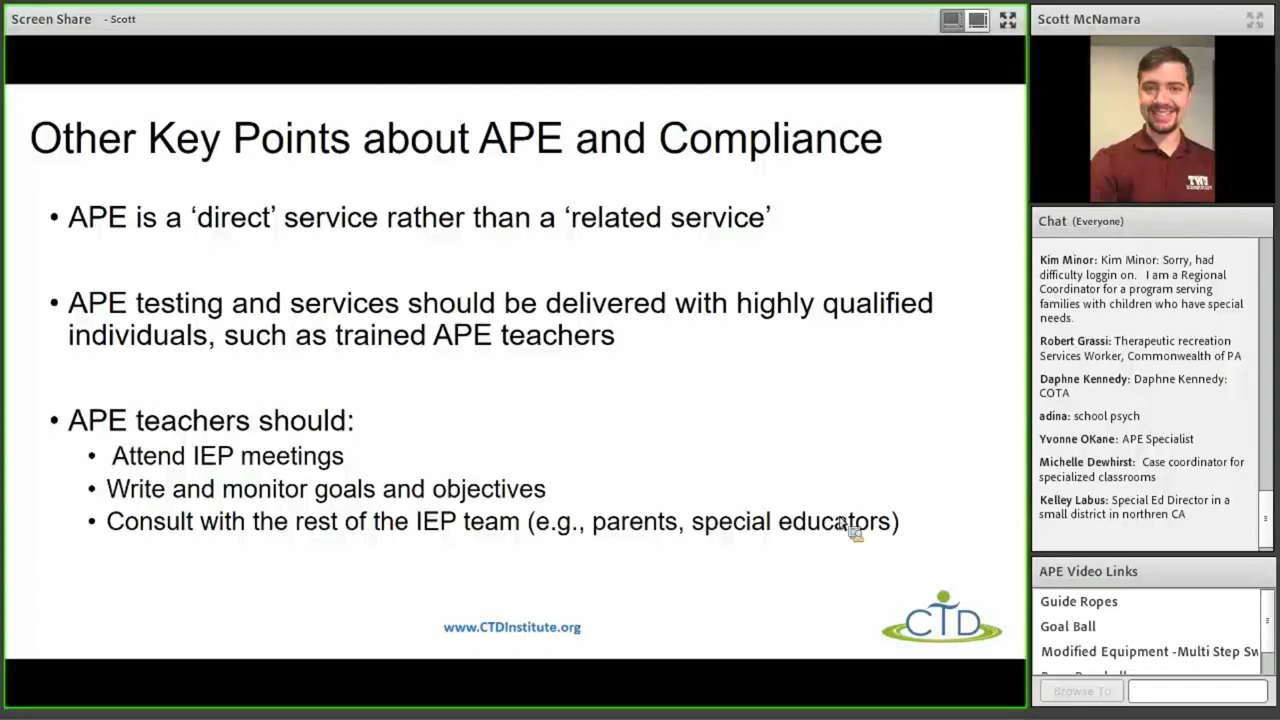 Screen Share - Scott
Other Key Points about APE and Compliance
• APE is a ‘direct’ service rather than a ‘related service’
• APE testing and services should be delivered with highly qualified
individuals, such as trained APE teachers
• APE teachers should:
• Attend IEP meetings
• Write and monitor goals and objectives
• Consult with the rest of the IEP team (e.g., parents, special educators)
www.CTDInstitute.org
CTD
Scott McNamara
TWU
Chat (Everyone)
Kim Minor: Kim Minor: Sorry, had
difficulty loggin on. I am a Regional
Coordinator for a program serving
families with children who have special
needs.
Robert Grassi: Therapeutic recreation
Services Worker, Commonwealth of PA
Daphne Kennedy: Daphne Kennedy:
COTA
adina: school psych
Yvonne OKane: APE Specialist
Michelle Dewhirst: Case coordinator for
specialized classrooms
Kelley Labus: Special Ed Director in a
small district in northren CA
APE Video Links
Guide Ropes
Goal Ball
Modified Equipment -Multi Step Sw
Browse To